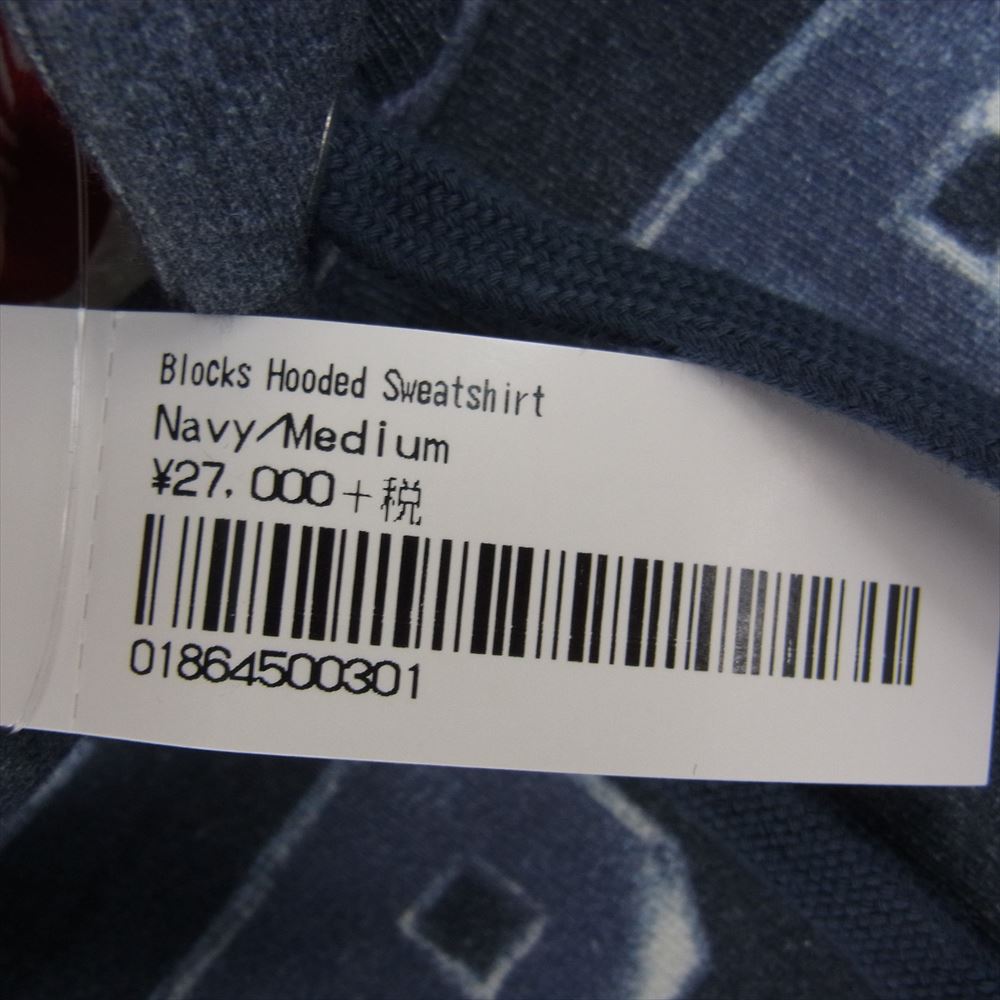 Blocks Hooded Sweatshirt
Navy/Medium
¥27,000+税
01864500301